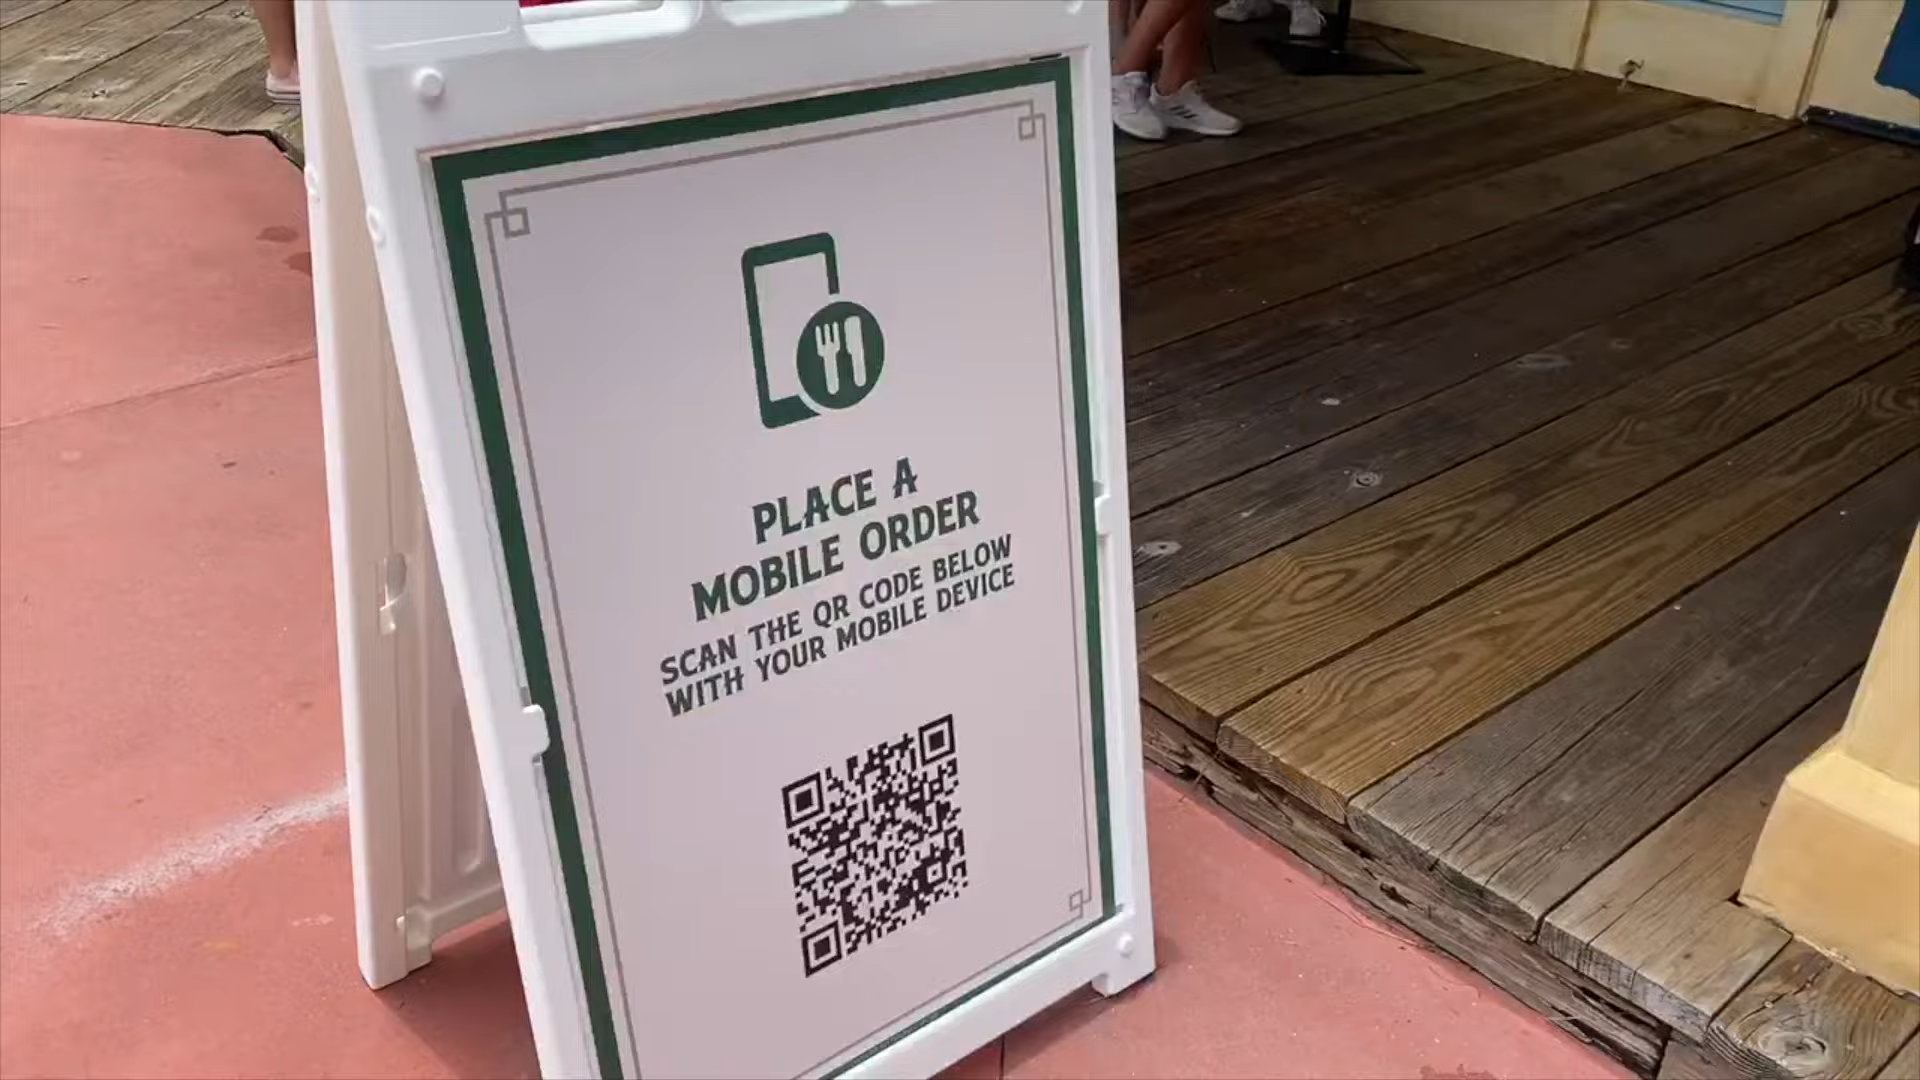 PLACE A
MOBILE ORDER
SCAN THE QR CODE BELOW
WITH YOUR MOBILE DEVICE